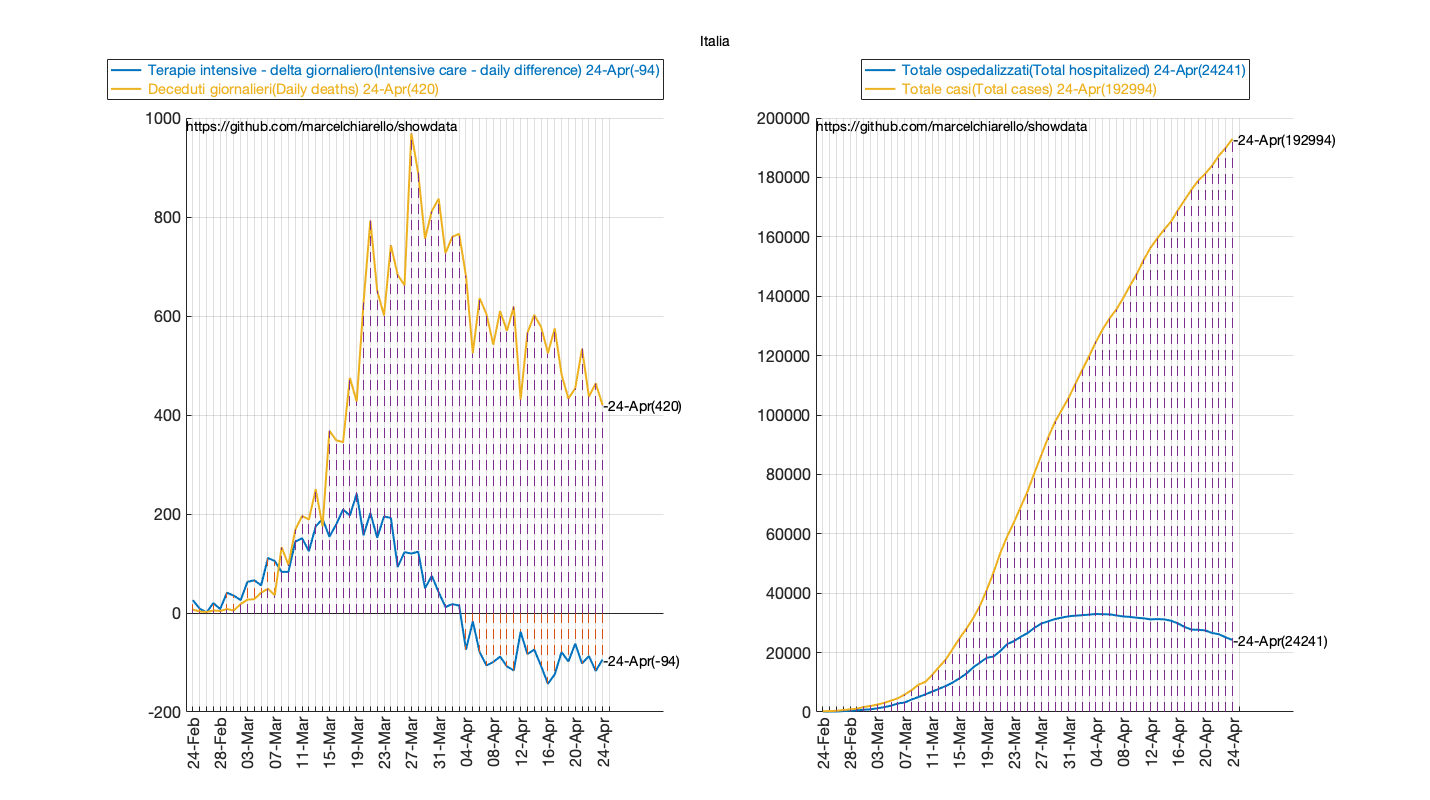 Italia
Terapie intensive - delta giornaliero(Intensive care - daily difference) 24-Apr(-94)
Deceduti giornalieri(Daily deaths) 24-Apr(420)
https://github.com/marcelchiarello/showdata
1000
800
600
400
200
0
-200
-24-Apr(420)
-24-Apr(-94)
24-Feb
28-Feb
03-Mar
07-Mar
11-Mar
15-Mar
19-Mar
23-Mar
27-Mar
31-Mar
04-Apr
08-Apr
12-Apr
16-Apr
20-Apr
24-Apr
Totale ospedalizzati(Total hospitalized) 24-Apr(24241)
Totale casi(Total cases) 24-Apr(192994)
https://github.com/marcelchiarello/showdata
200000
180000
160000
140000
120000
100000
80000
60000
40000
20000
0
-24-Apr(192994)
-24-Apr(24241)
24-Feb
28-Feb
03-Mar
07-Mar
11-Mar
15-Mar
19-Mar
23-Mar
27-Mar
31-Mar
04-Apr
08-Apr
12-Apr
16-Apr
20-Apr
24-Apr